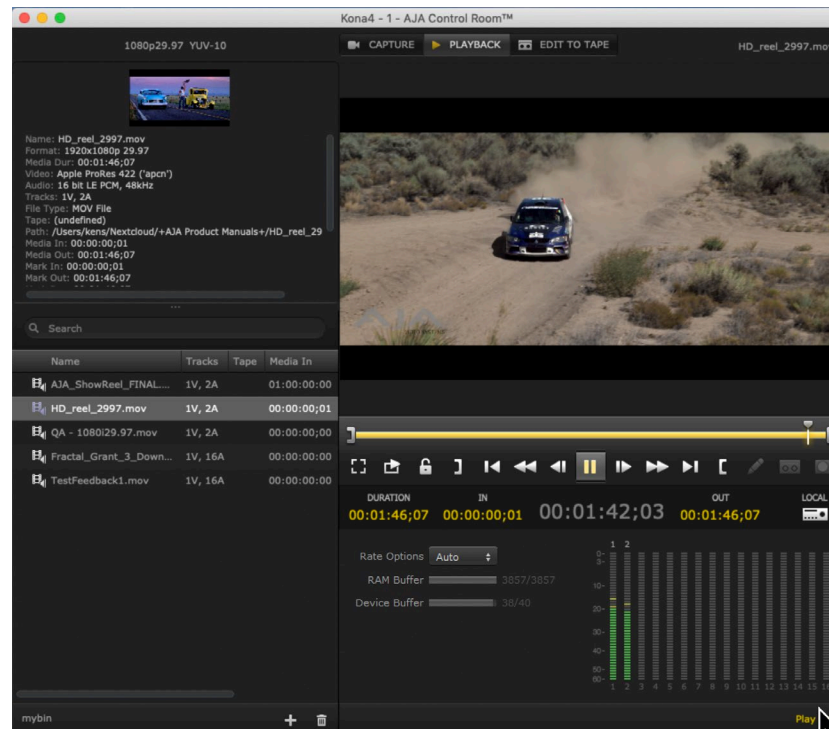 Kona4 - 1 - AJA Control Room™
1080p29.97 YUV-10
CAPTURE
PLAYBACK
EDIT TO TAPE
HD_reel_2997.mo
Name: HD_reel_2997.mov
Format: 1920x1080p 29.97
Media Dur: 00:01:46;07
Video: Apple ProRes 422 ('apcn')
Audio: 16 bit LE PCM, 48kHz
Tracks: 1V, 2A
File Type: MOV File
Tape: (undefined)
Path: /Users/kens/Nextcloud/+AJA Product Manuals+/HD_reel_29
Media In: 00:00:00;01
Media Out: 00:01:46;07
Mark In: 00:00:00;01
Mark Out: 00:01:46;07
AJA
Search
Name Tracks Tape Media In
AJA_ShowReel_FINAL.... 1V, 2A 01:00:00:00
HD_reel_2997.mov 1V, 2A 00:00:00;01
QA - 1080i29.97.mov 1V, 2A 00:00:00;00
Fractal_Grant_3_Down... 1V, 16A 00:00:00:00
TestFeedback1.mov 1V, 16A 00:00:00:00
DURATION IN OUT LOCAL
00:01:46;07 00:00:00;01 00:01:42;03 00:01:46;07
Rate Options Auto
RAM Buffer 3857/3857
Device Buffer 38/40
1 2
0-
3-
10-
20-
30-
40-
50-
60-
1 2 3 4 5 6 7 8 9 10 11 12 13 14 15 16
mybin
Play